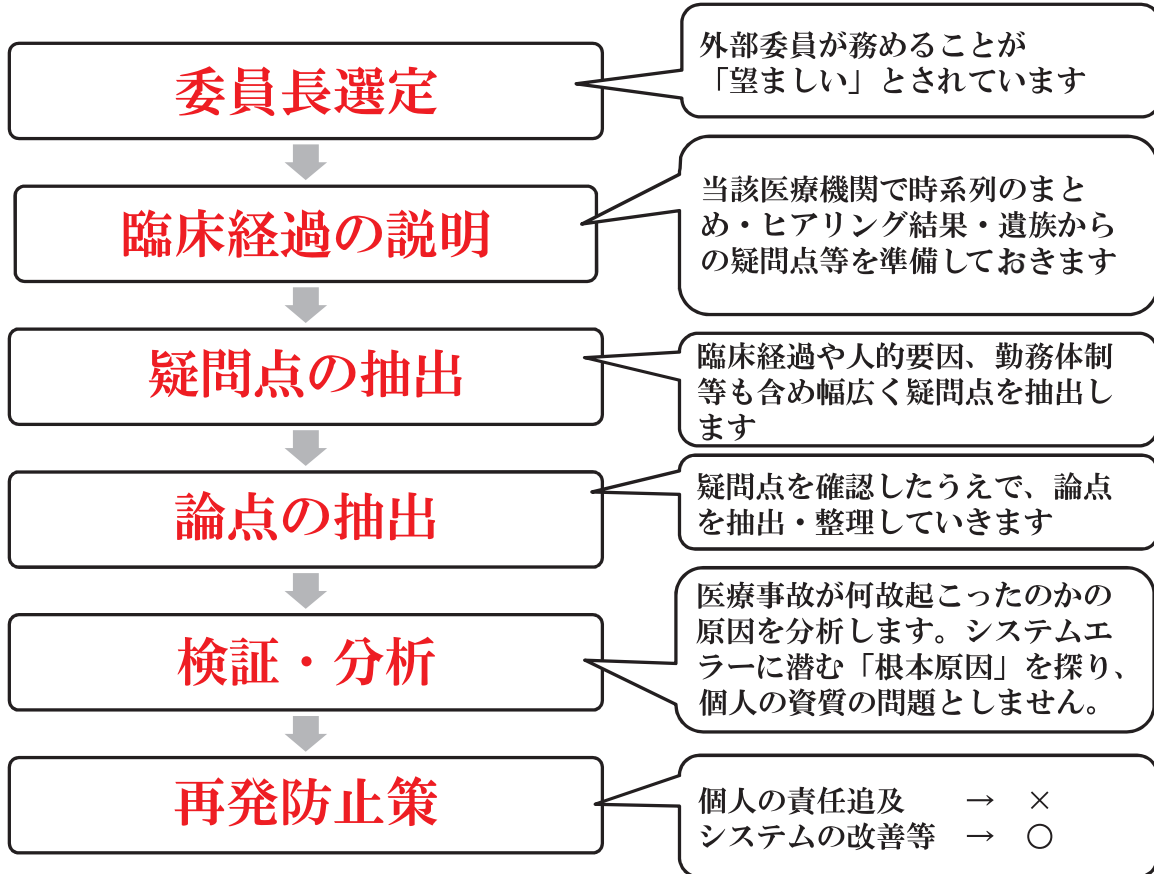 委員長選定
外部委員が務めることが
「望ましい」とされています
臨床経過の説明
当該医療機関で時系列のまと
め・ヒアリング結果・遺族から
の疑問点等を準備しておきます
疑問点の抽出
臨床経過や人的要因、勤務体制
等も含め幅広く疑問点を抽出し
ます
論点の抽出
疑問点を確認したうえで、論点
を抽出・整理していきます
検証・分析
医療事故が何故起こったのかの
原因を分析します。システムエ
ラーに潜む「根本原因」を探り、
個人の資質の問題としません。
再発防止策
個人の責任追及　→　×
システムの改善等　→　○